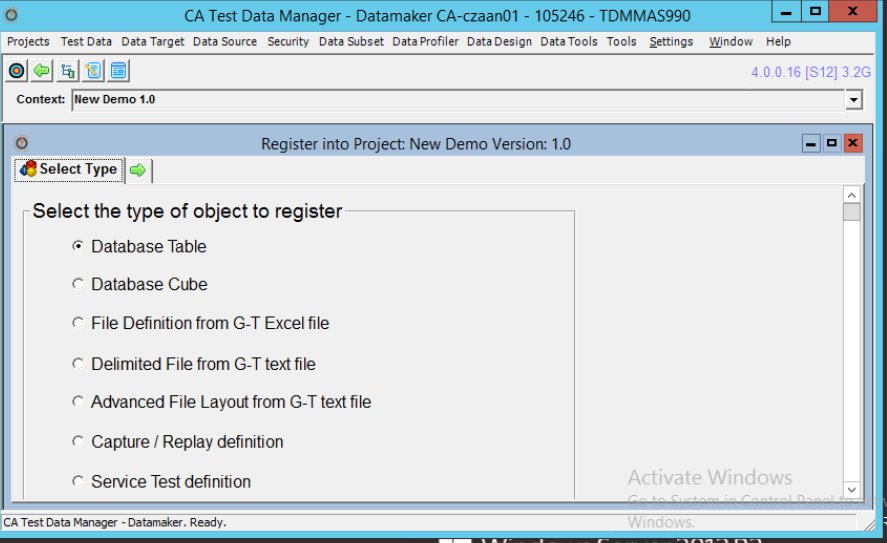 CA Test Data Manager - Datamaker CA-czaan01 - 105246 - TDMMAS990
Projects Test Data Data Target Data Source Security Data Subset Data Profiler Data Design Data Tools Tools Settings Window Help
4.0.0.16 [S12] 3.2G
Context: New Demo 1.0
Register into Project: New Demo Version: 1.0
Select Type
Select the type of object to register
Database Table
Database Cube
File Definition from G-T Excel file
Delimited File from G-T text file
Advanced File Layout from G-T text file
Capture / Replay definition
Service Test definition
Activate Windows
Go to System in Control Panel to
Windows.
CA Test Data Manager - Datamaker. Ready.
Windows Server 2012 R2